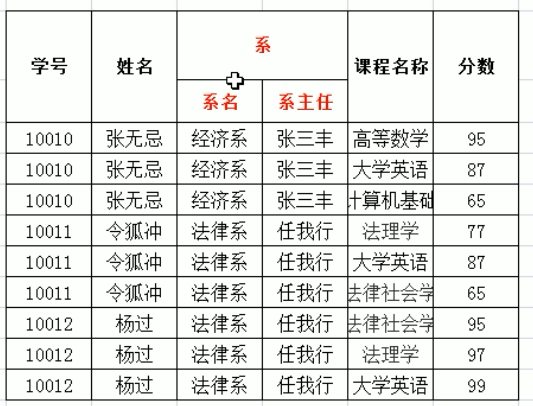 学号 姓名 系 课程名称 分数
系名 系主任
10010 张无忌 经济系 张三丰 高等数学 95
10010 张无忌 经济系 张三丰 大学英语 87
10010 张无忌 经济系 张三丰 计算机基础 65
10011 令狐冲 法律系 任我行 法理学 77
10011 令狐冲 法律系 任我行 大学英语 87
10011 令狐冲 法律系 任我行 法律社会学 65
10012 杨过 法律系 任我行 法律社会学 95
10012 杨过 法律系 任我行 法理学 97
10012 杨过 法律系 任我行 大学英语 99